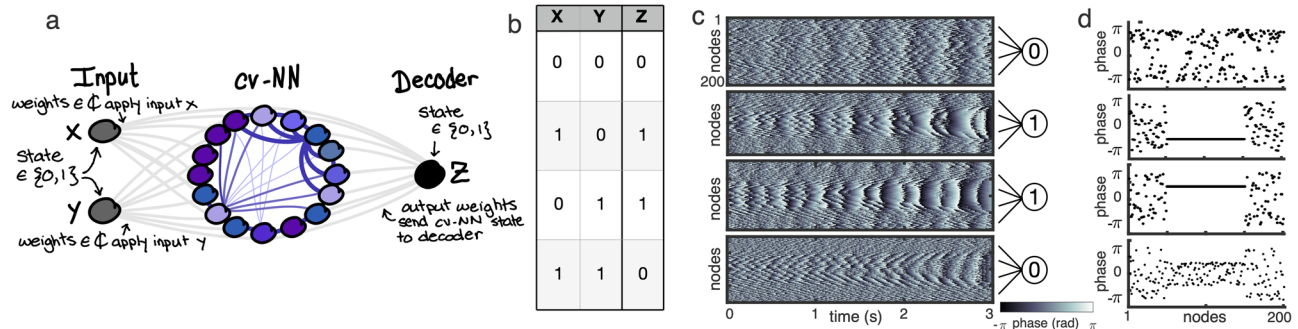 a
Input
cv-NN
Decoder
weights ∈ ℂ apply input x
X
State
∈ {0,1}
Y
weights ∈ ℂ apply input y
State
∈ {0,1}
Z
output weights
send cv-NN state
to decoder
b
X Y Z
0 0 0
1 0 1
0 1 1
1 1 0
c
1
nodes
200
0
nodes
1
nodes
1
nodes
0
0 1 2 3
time (s)
-π phase (rad) π
d
π
phase
0
-π
1 200
π
phase
0
-π
π
phase
0
-π
π
phase
0
-π
1 nodes 200